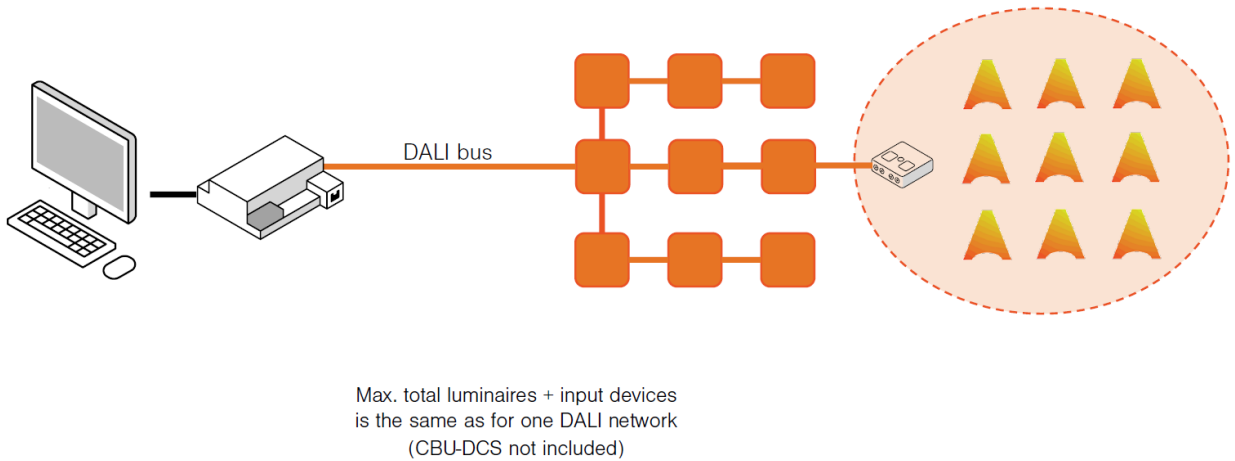 DALI bus
Max. total luminaires + input devices
is the same as for one DALI network
(CBU-DCS not included)